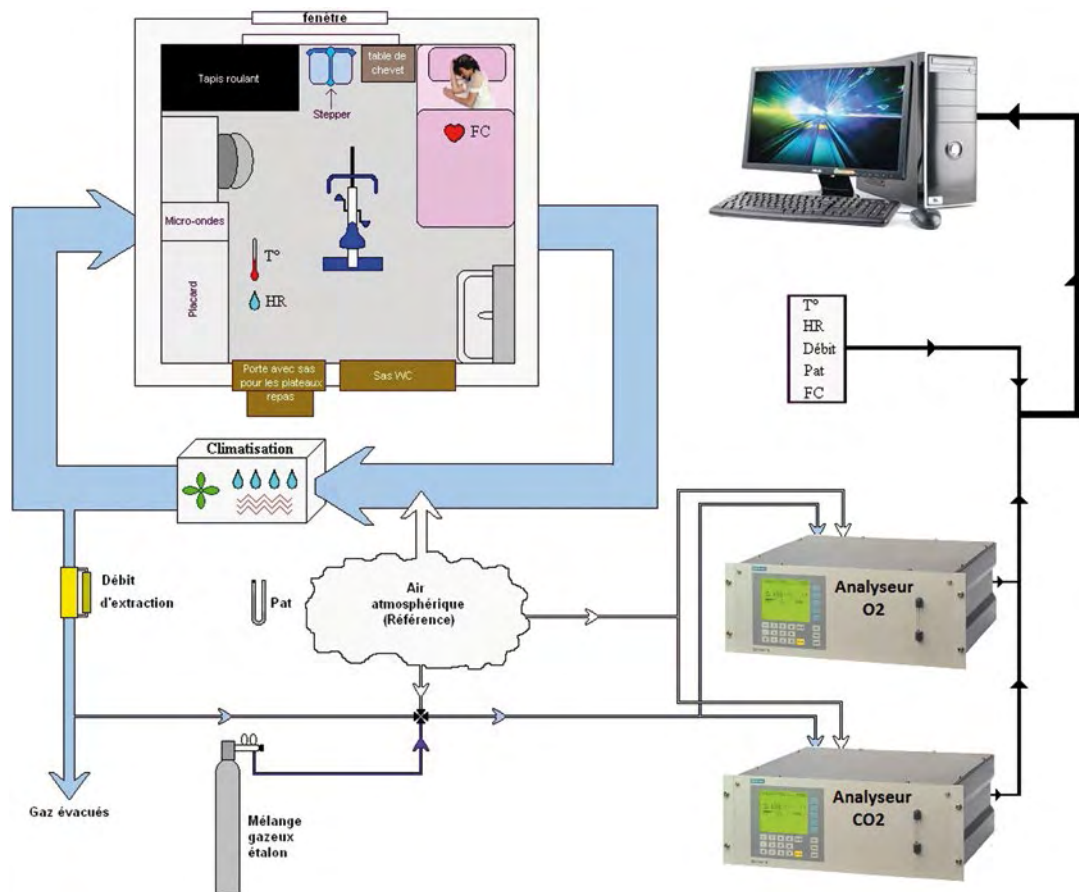 fenêtre
Tapis roulant
Stepper
table de
chevet
FC
Micro-ondes
T°
HR
Placard
Porte avec sas
pour les plateaux
repas
Sas WC
T°
HR
Débit
Pat
FC
Climatisation
Débit
d'extraction
Pat
Air
atmosphérique
(Référence)
Analyseur
O2
Analyseur
CO2
Gaz évacués
Mélange
gazeux
étalon